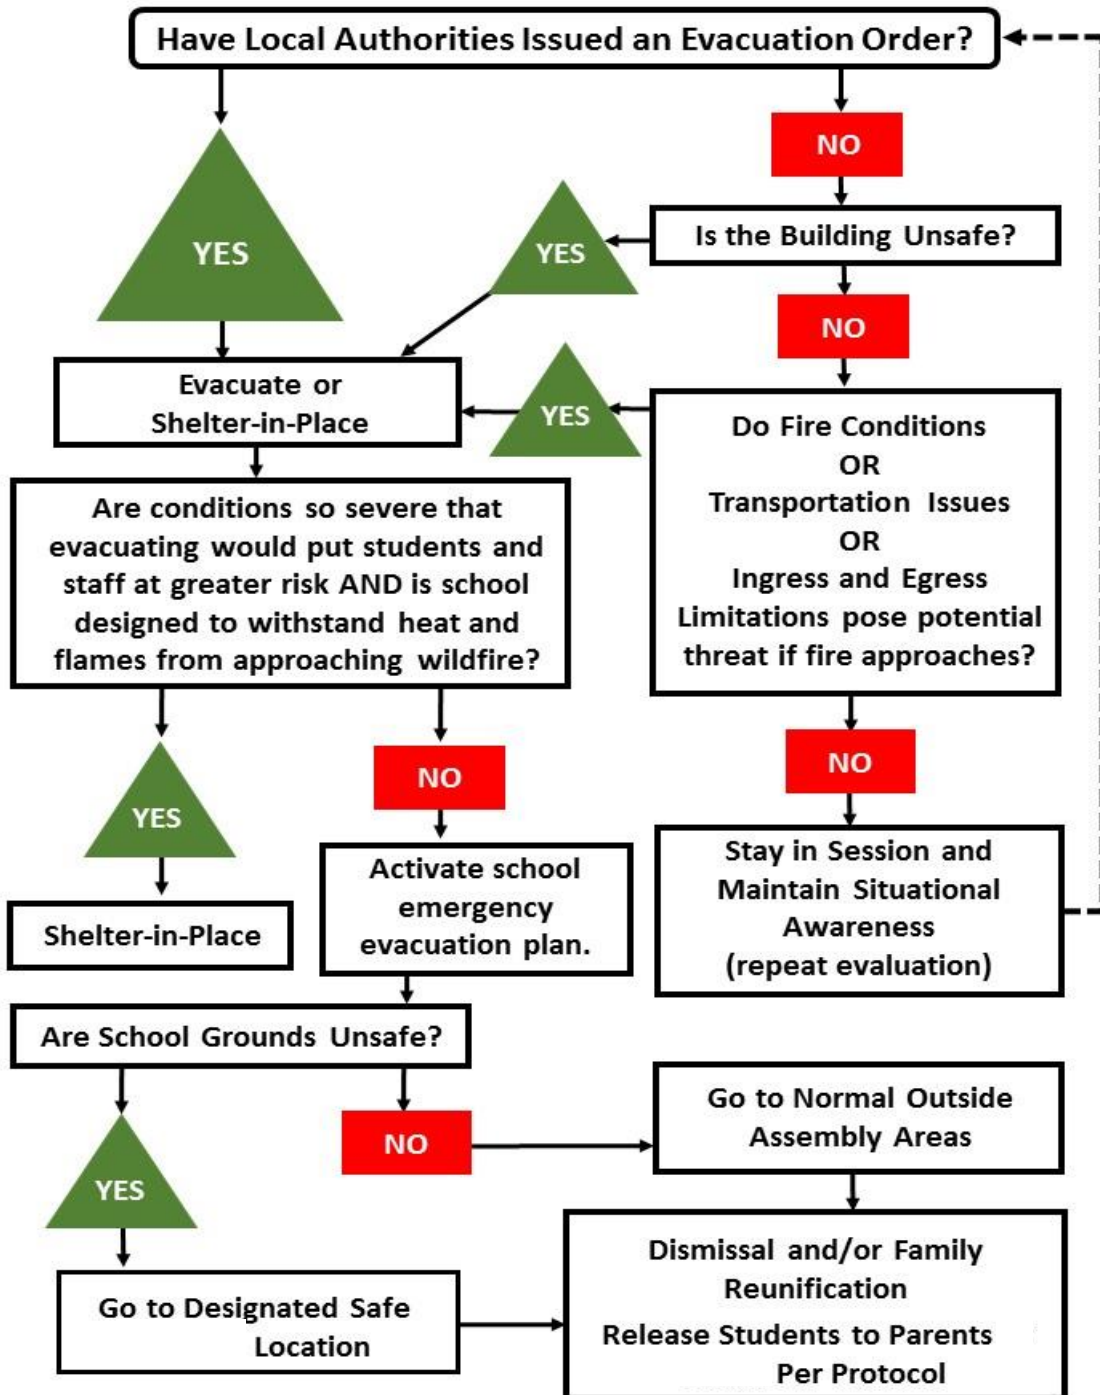 Have Local Authorities Issued an Evacuation Order?
NO
YES
Is the Building Unsafe?
YES
NO
Evacuate or
Shelter-in-Place
YES
Do Fire Conditions
OR
Transportation Issues
OR
Ingress and Egress
Limitations pose potential
threat if fire approaches?
Are conditions so severe that
evacuating would put students and
staff at greater risk AND is school
designed to withstand heat and
flames from approaching wildfire?
NO
YES
NO
Stay in Session and
Maintain Situational
Awareness
(repeat evaluation)
Shelter-in-Place
Activate school
emergency
evacuation plan.
Are School Grounds Unsafe?
YES
NO
Go to Normal Outside
Assembly Areas
Go to Designated Safe
Location
Dismissal and/or Family
Reunification
Release Students to Parents
Per Protocol